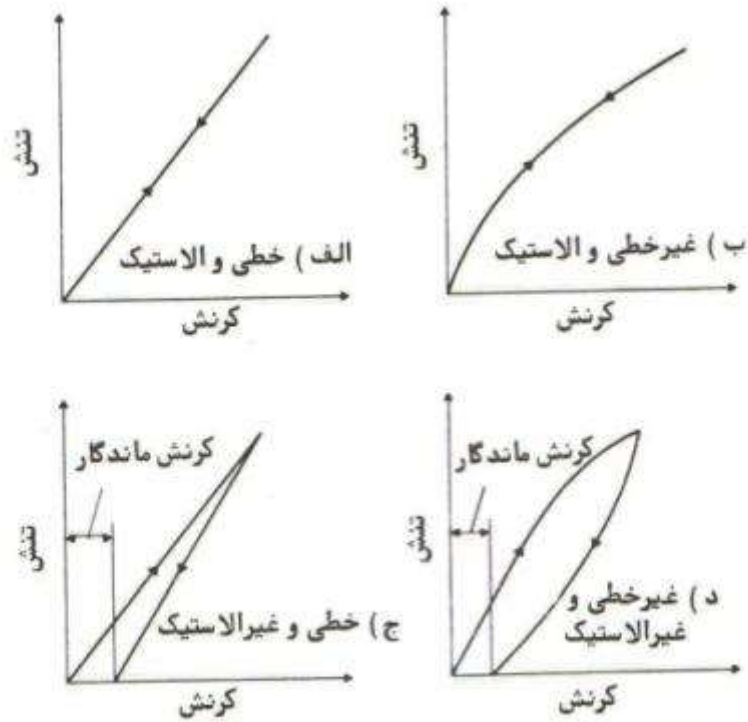 تنش
الف ) خطی و الاستیک
کرنش
تنش
ب ) غیرخطی و الاستیک
کرنش
کرنش ماندگار
تنش
ج ) خطی و غیرالاستیک
کرنش
کرنش ماندگار
تنش
د ) غیرخطی و
غیرالاستیک
کرنش